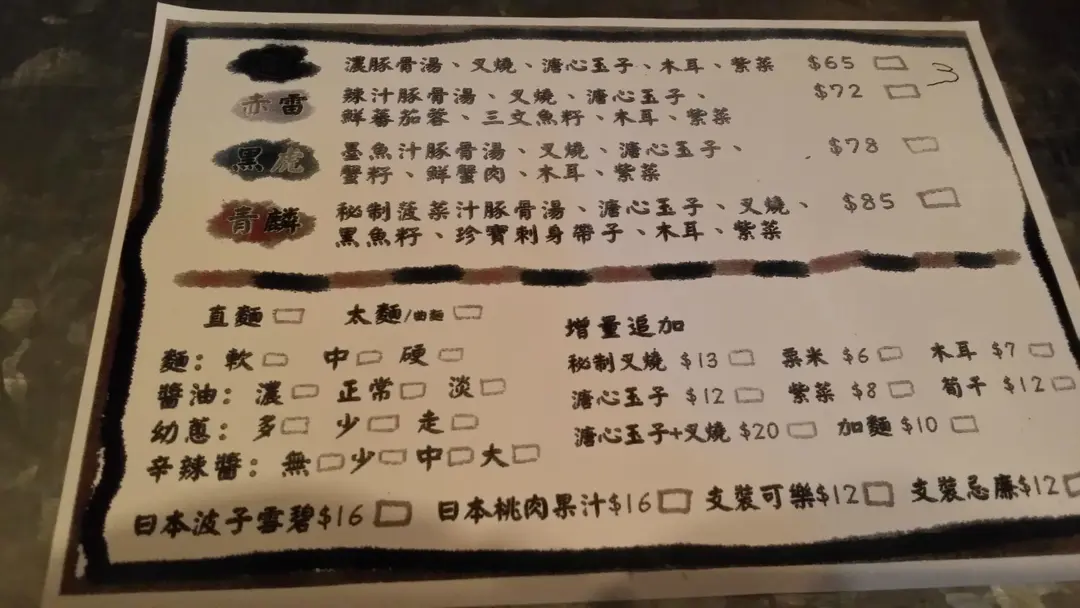 濃豚骨湯、叉燒、溏心玉子、木耳、紫菜 $65
赤雷 辣汁豚骨湯、叉燒、溏心玉子、 $72 3
鮮蕃茄蓉、三文魚籽、木耳、紫菜
黑虎 墨魚汁豚骨湯、叉燒、溏心玉子、 $78
蟹籽、鮮蟹肉、木耳、紫菜
青麟 秘制菠菜汁豚骨湯、溏心玉子、叉燒、 $85
黑魚籽、珍寶刺身帶子、木耳、紫菜
直麵 太麵/曲麵
麵: 軟 中 硬
醬油: 濃 正常 淡
幼蔥: 多 少 走
辛辣醬: 無 少 中 大
增量追加
秘制叉燒 $13 粟米 $6 木耳 $7
溏心玉子 $12 紫菜 $8 荀干 $12
溏心玉子+叉燒 $20 加麵 $10
日本波子雪碧$16 日本桃肉果汁$16 支裝可樂$12 支裝忌廉$12